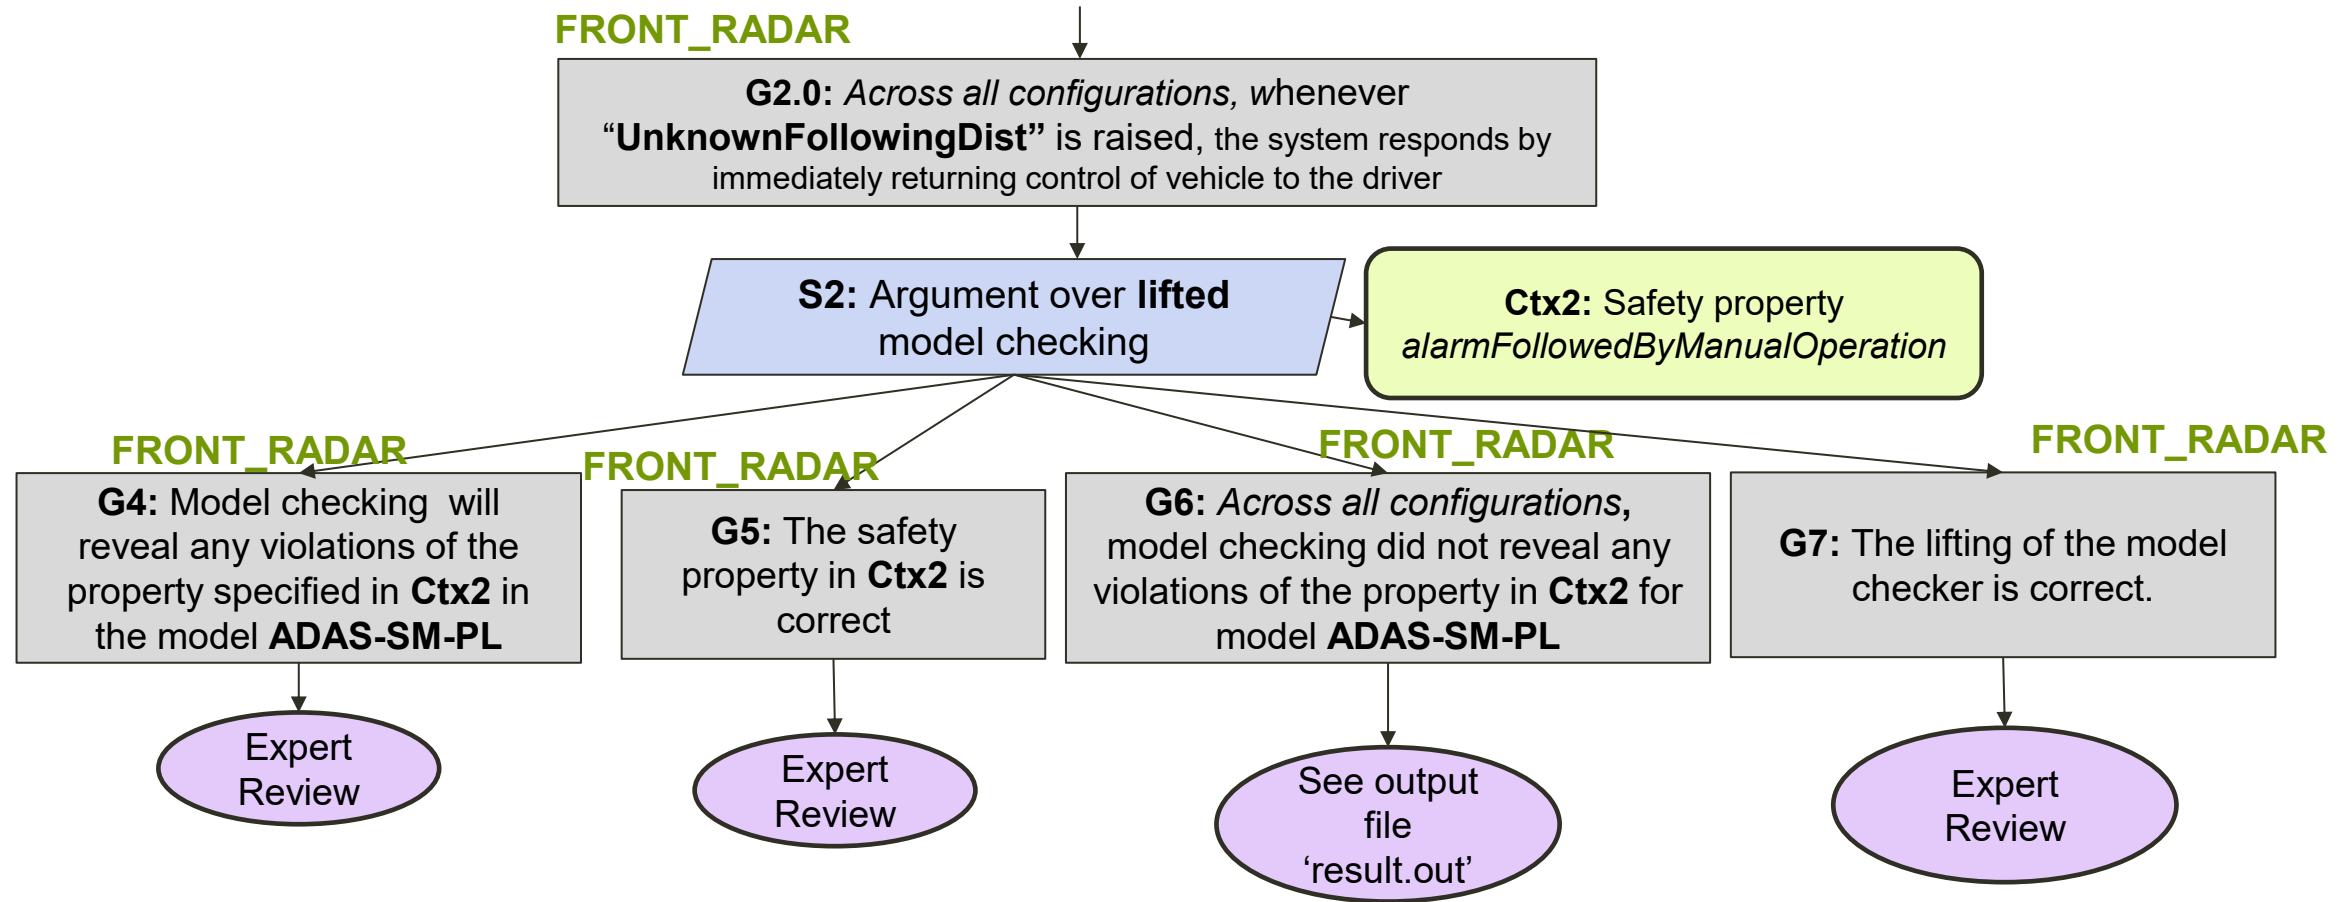 FRONT_RADAR
G2.0: Across all configurations, whenever
“UnknownFollowingDist” is raised, the system responds by
immediately returning control of vehicle to the driver
S2: Argument over lifted
model checking
Ctx2: Safety property
alarmFollowedByManualOperation
FRONT_RADAR
G4: Model checking will
reveal any violations of the
property specified in Ctx2 in
the model ADAS-SM-PL
Expert
Review
FRONT_RADAR
G5: The safety
property in Ctx2 is
correct
Expert
Review
FRONT_RADAR
G6: Across all configurations,
model checking did not reveal any
violations of the property in Ctx2 for
model ADAS-SM-PL
See output
file
‘result.out’
FRONT_RADAR
G7: The lifting of the model
checker is correct.
Expert
Review